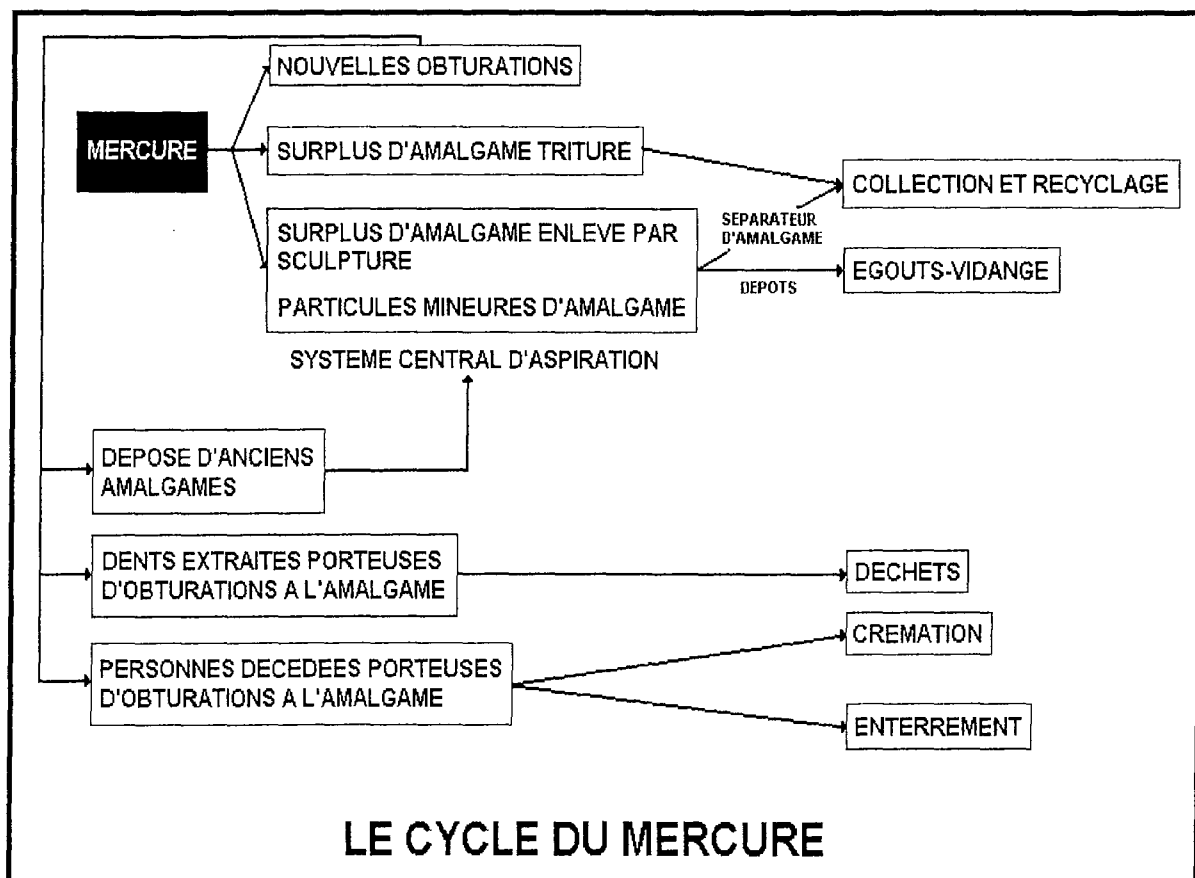 NOUVELLES OBTURATIONS
MERCURE
SURPLUS D'AMALGAME TRITURE
COLLECTION ET RECYCLAGE
SURPLUS D'AMALGAME ENLEVE PAR
SCULPTURE
PARTICULES MINEURES D'AMALGAME
SEPARATEUR
D'AMALGAME
EGOUTS-VIDANGE
DEPOTS
SYSTEME CENTRAL D'ASPIRATION
DEPOSE D'ANCIENS
AMALGAMES
DENTS EXTRAITES PORTEUSES
D'OBTURATIONS A L'AMALGAME
DECHETS
CREMATION
PERSONNES DECEDEES PORTEUSES
D'OBTURATIONS A L'AMALGAME
ENTERREMENT
LE CYCLE DU MERCURE